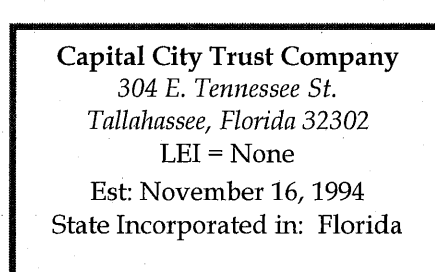 Capital City Trust Company
304 E. Tennessee St.
Tallahassee, Florida 32302
LEI = None
Est: November 16, 1994
State Incorporated in: Florida